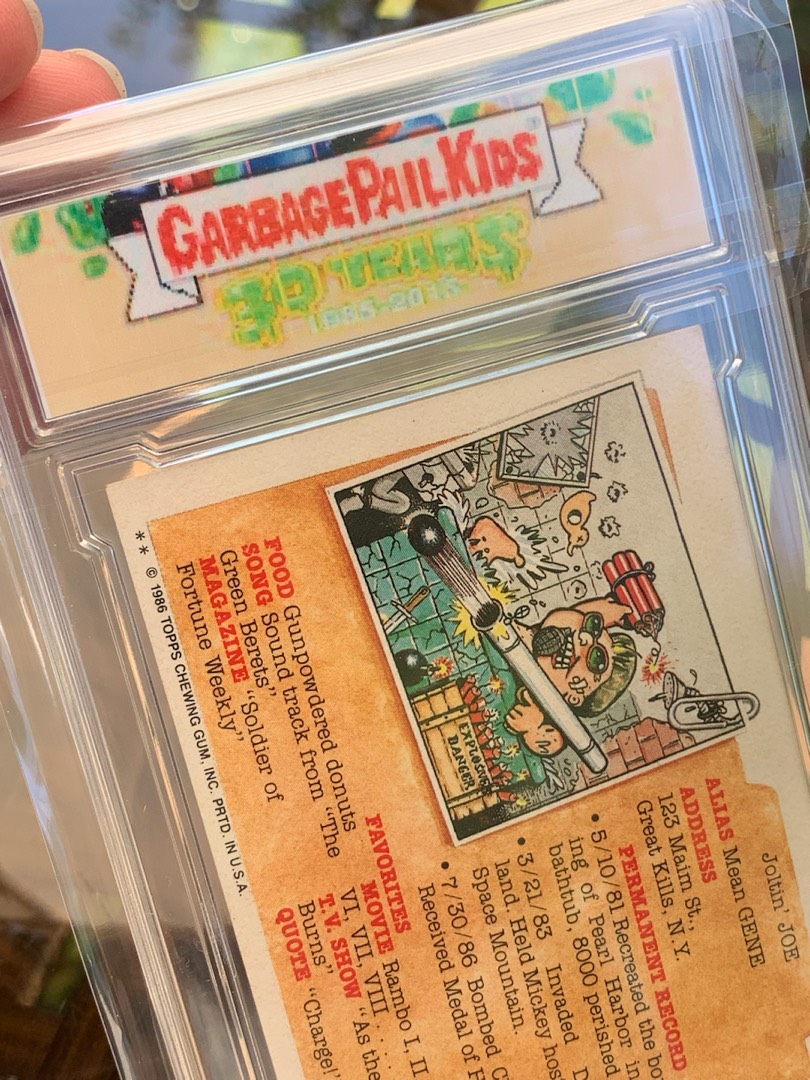 GARBAGE PAIL KIDS
30 YEARS
1985-2015
Joltin' JOE
ALIAS Mean GENE
ADDRESS
123 Maim St.,
Great Kills, N.Y.
PERMANENT RECORD
• 5/10/81 Recreated the bo
ing of Pearl Harbor in
bathtub, 8000 perished
• 3/21/83 Invaded D
land. Held Mickey hos
Space Mountain.
• 7/30/86 Bombed C
Received Medal of H
EXPLOSIVES
DANGER
FAVORITES
MOVIE Rambo I, II
VI, VII, VIII . . . .
T.V. SHOW "As the
Burns"
QUOTE "Charge!"
FOOD Gunpowdered donuts
SONG Sound track from "The
Green Berets"
MAGAZINE "Soldier of
Fortune Weekly"
** © 1986 TOPPS CHEWING GUM, INC. PRTD. IN U.S.A.